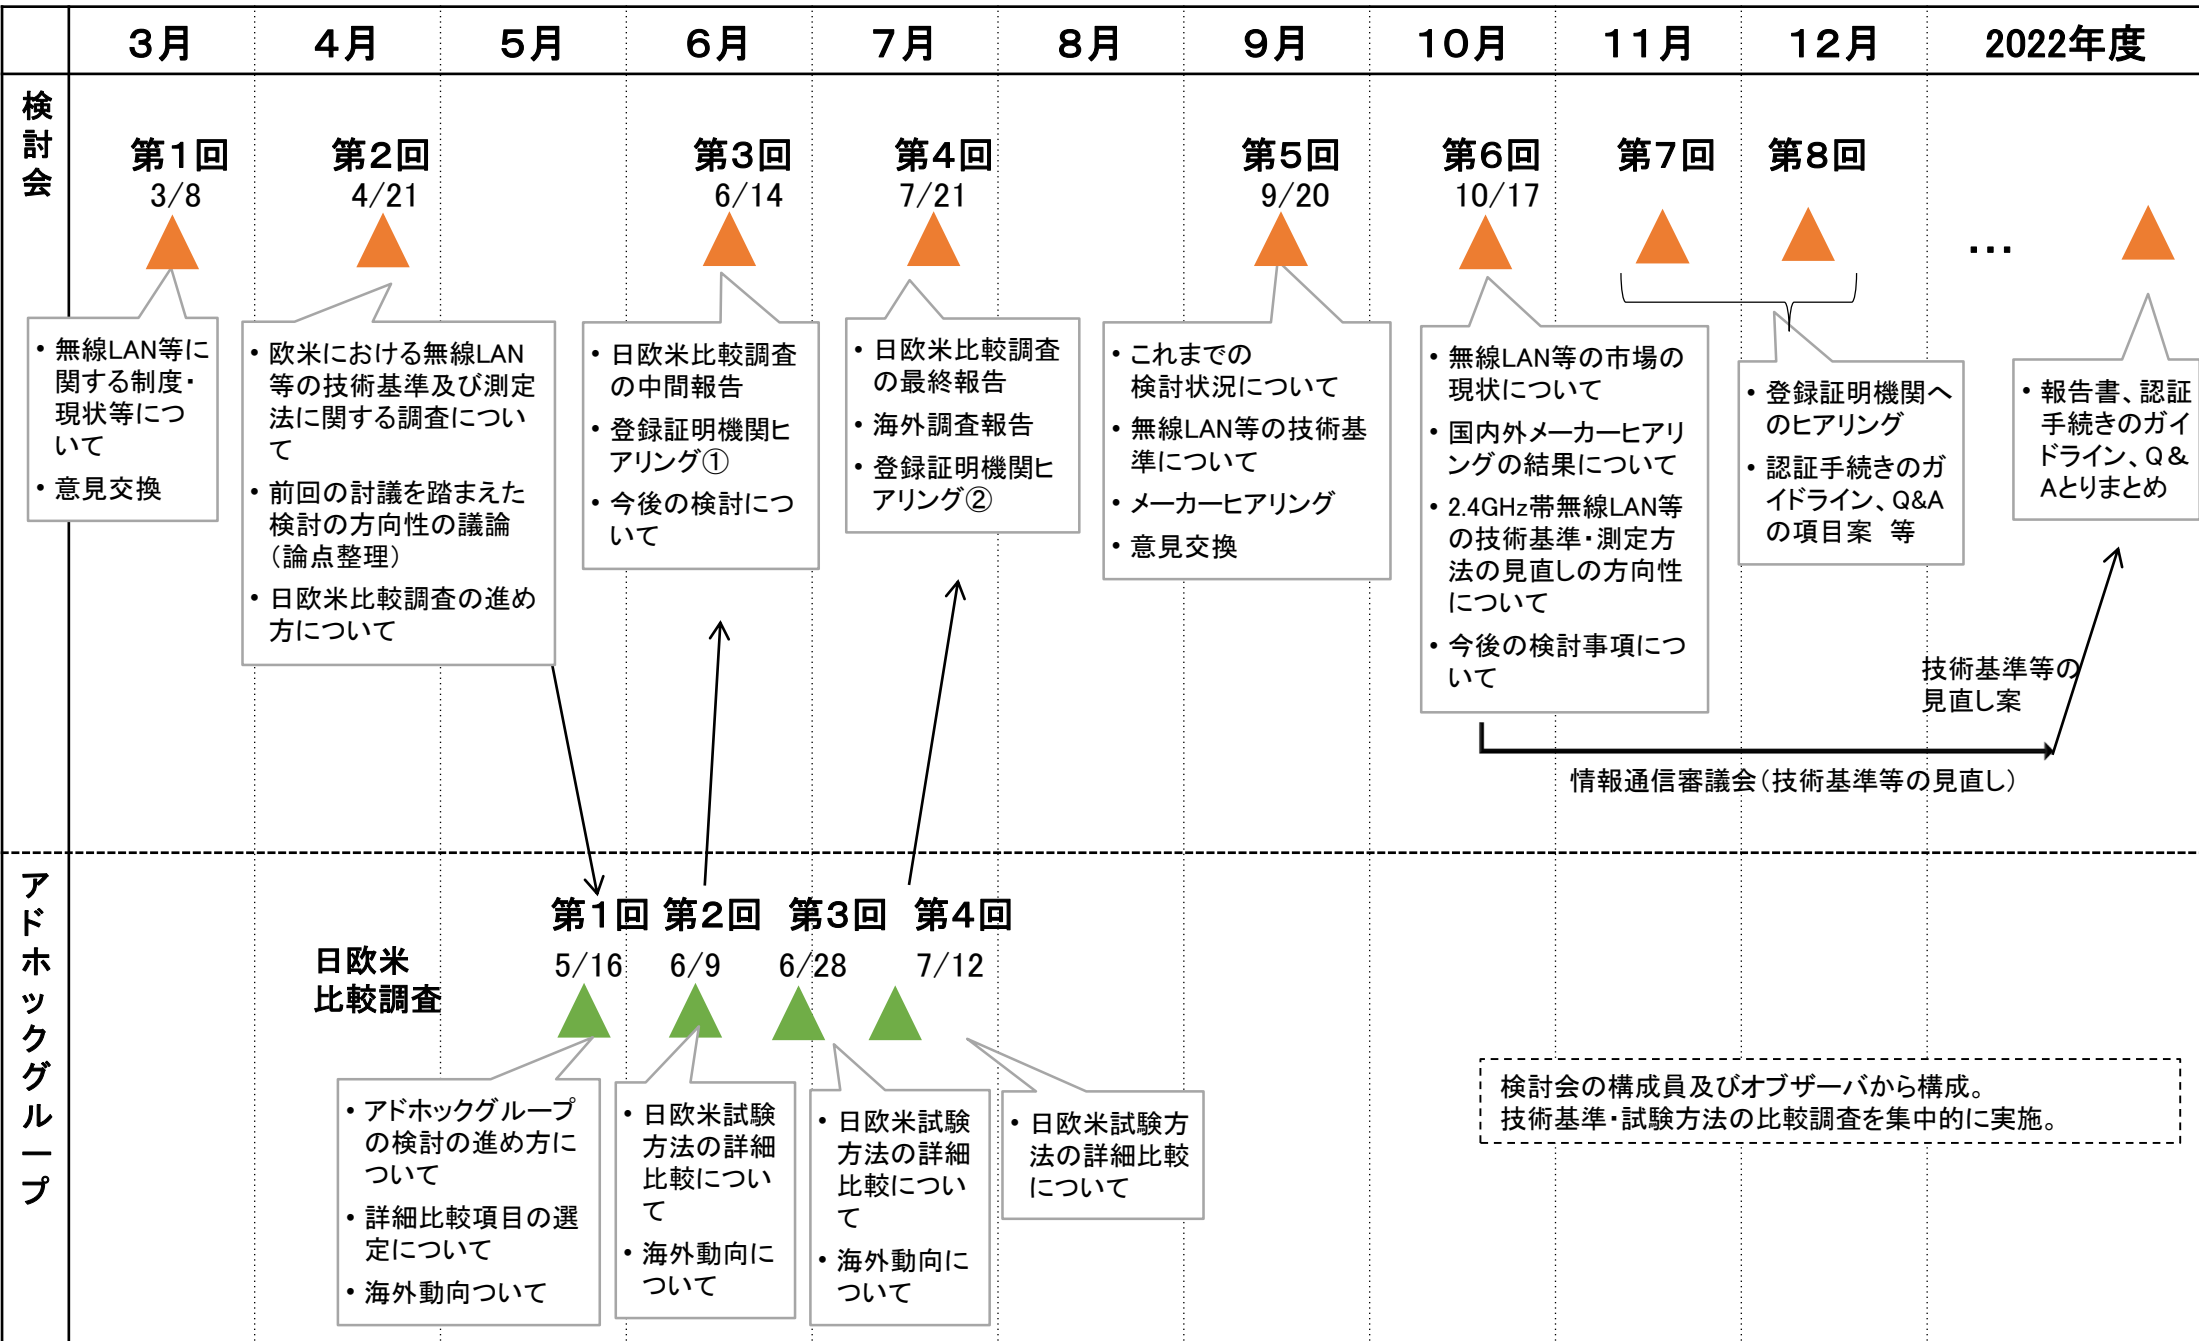 3月
4月
5月
6月
7月
8月
9月
10月
11月
12月
2022年度
検討会
第1回
3/8
第2回
4/21
第3回
6/14
第4回
7/21
第5回
9/20
第6回
10/17
第7回
第8回
…
・無線LAN等に
関する制度・
現状等につ
いて
・意見交換
・欧米における無線LAN
等の技術基準及び測定
法に関する調査につい
て
・前回の討議を踏まえた
検討の方向性の議論
(論点整理)
・日欧米比較調査の進め
方について
・日欧米比較調査
の中間報告
・登録証明機関ヒ
アリング①
・今後の検討につ
いて
・日欧米比較調査
の最終報告
・海外調査報告
・登録証明機関ヒ
アリング②
・これまでの
検討状況について
・無線LAN等の技術基
準について
・メーカーヒアリング
・意見交換
・無線LAN等の市場の
現状について
・国内外メーカーヒアリ
ングの結果について
・2.4GHz帯無線LAN等
の技術基準・測定方
法の見直しの方向性
について
・今後の検討事項につ
いて
・登録証明機関へ
のヒアリング
・認証手続きのガ
イドライン、Q&A
の項目案 等
・報告書、認証
手続きのガイ
ドライン、Q&
Aとりまとめ
技術基準等の
見直し案
情報通信審議会(技術基準等の見直し)
アドホックグループ
日欧米
比較調査
第1回
5/16
第2回
6/9
第3回
6/28
第4回
7/12
・アドホックグループ
の検討の進め方に
ついて
・詳細比較項目の選
定について
・海外動向ついて
・日欧米試験
方法の詳細
比較につい
て
・海外動向に
ついて
・日欧米試験
方法の詳細
比較につい
て
・海外動向に
ついて
・日欧米試験方
法の詳細比較
について
検討会の構成員及びオブザーバから構成。
技術基準・試験方法の比較調査を集中的に実施。